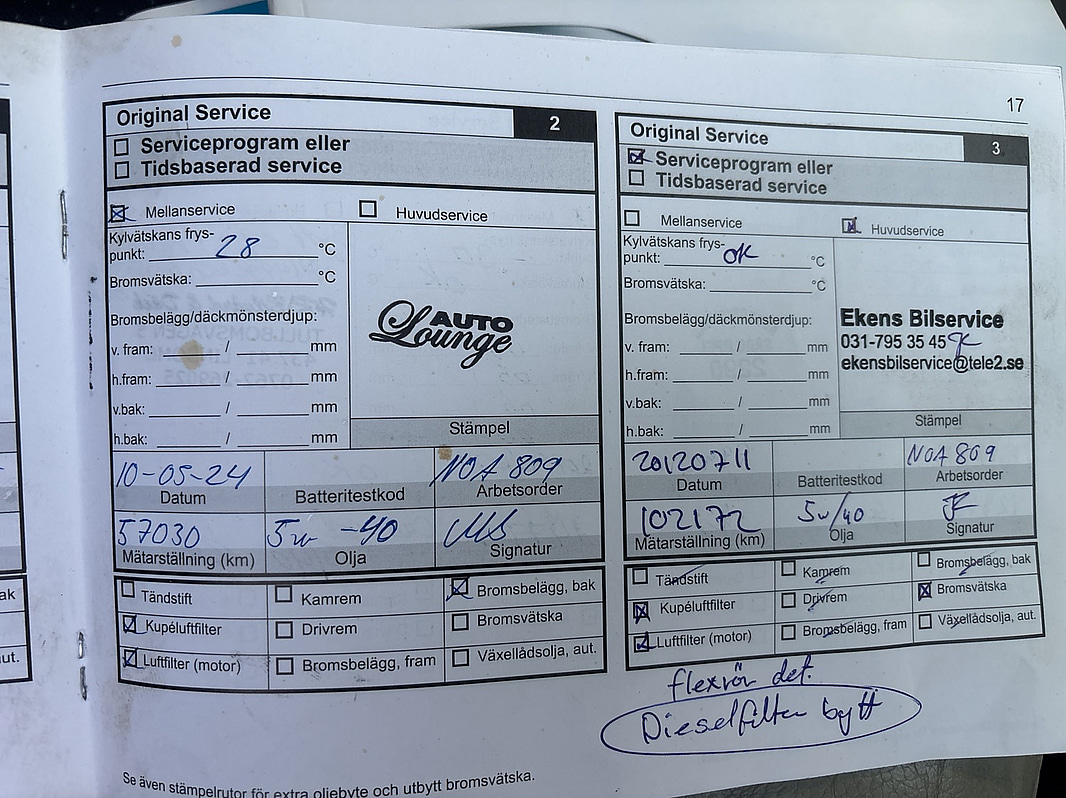 17
Original Service 2
Serviceprogram eller
Tidsbaserad service
Mellanservice Huvudservice
Kylvätskans frys-
punkt: 28 °C
Bromsvätska: °C
Bromsbelägg/däckmönsterdjup:
v. fram: / mm
h.fram: / mm
v.bak: / mm
h.bak: / mm
AUTO
Lounge
Stämpel
10-05-24 NOA 809
Datum Batteritestkod Arbetsorder
57030 5w -40
Mätarställning (km) Olja Signatur
Tändstift Kamrem Bromsbelägg, bak
Kupéluftfilter Drivrem Bromsvätska
Luftfilter (motor) Bromsbelägg, fram Växellådsolja, aut.
Se även stämpelrutor för extra oljebyte och utbytt bromsvätska.
Original Service 3
Serviceprogram eller
Tidsbaserad service
Mellanservice Huvudservice
Kylvätskans frys-
punkt: OK °C
Bromsvätska: °C
Bromsbelägg/däckmönsterdjup:
v. fram: / mm
h.fram: / mm
v.bak: / mm
h.bak: / mm
Ekens Bilservice
031-795 35 45
ekensbilservice@tele2.se
Stämpel
20120711 NOA 809
Datum Batteritestkod Arbetsorder
102172 5w/40
Mätarställning (km) Olja Signatur
Tändstift Kamrem Bromsbelägg, bak
Kupéluftfilter Drivrem Bromsvätska
Luftfilter (motor) Bromsbelägg, fram Växellådsolja, aut.
flexrör det.
Dieselfilter bytt
ak
ut.